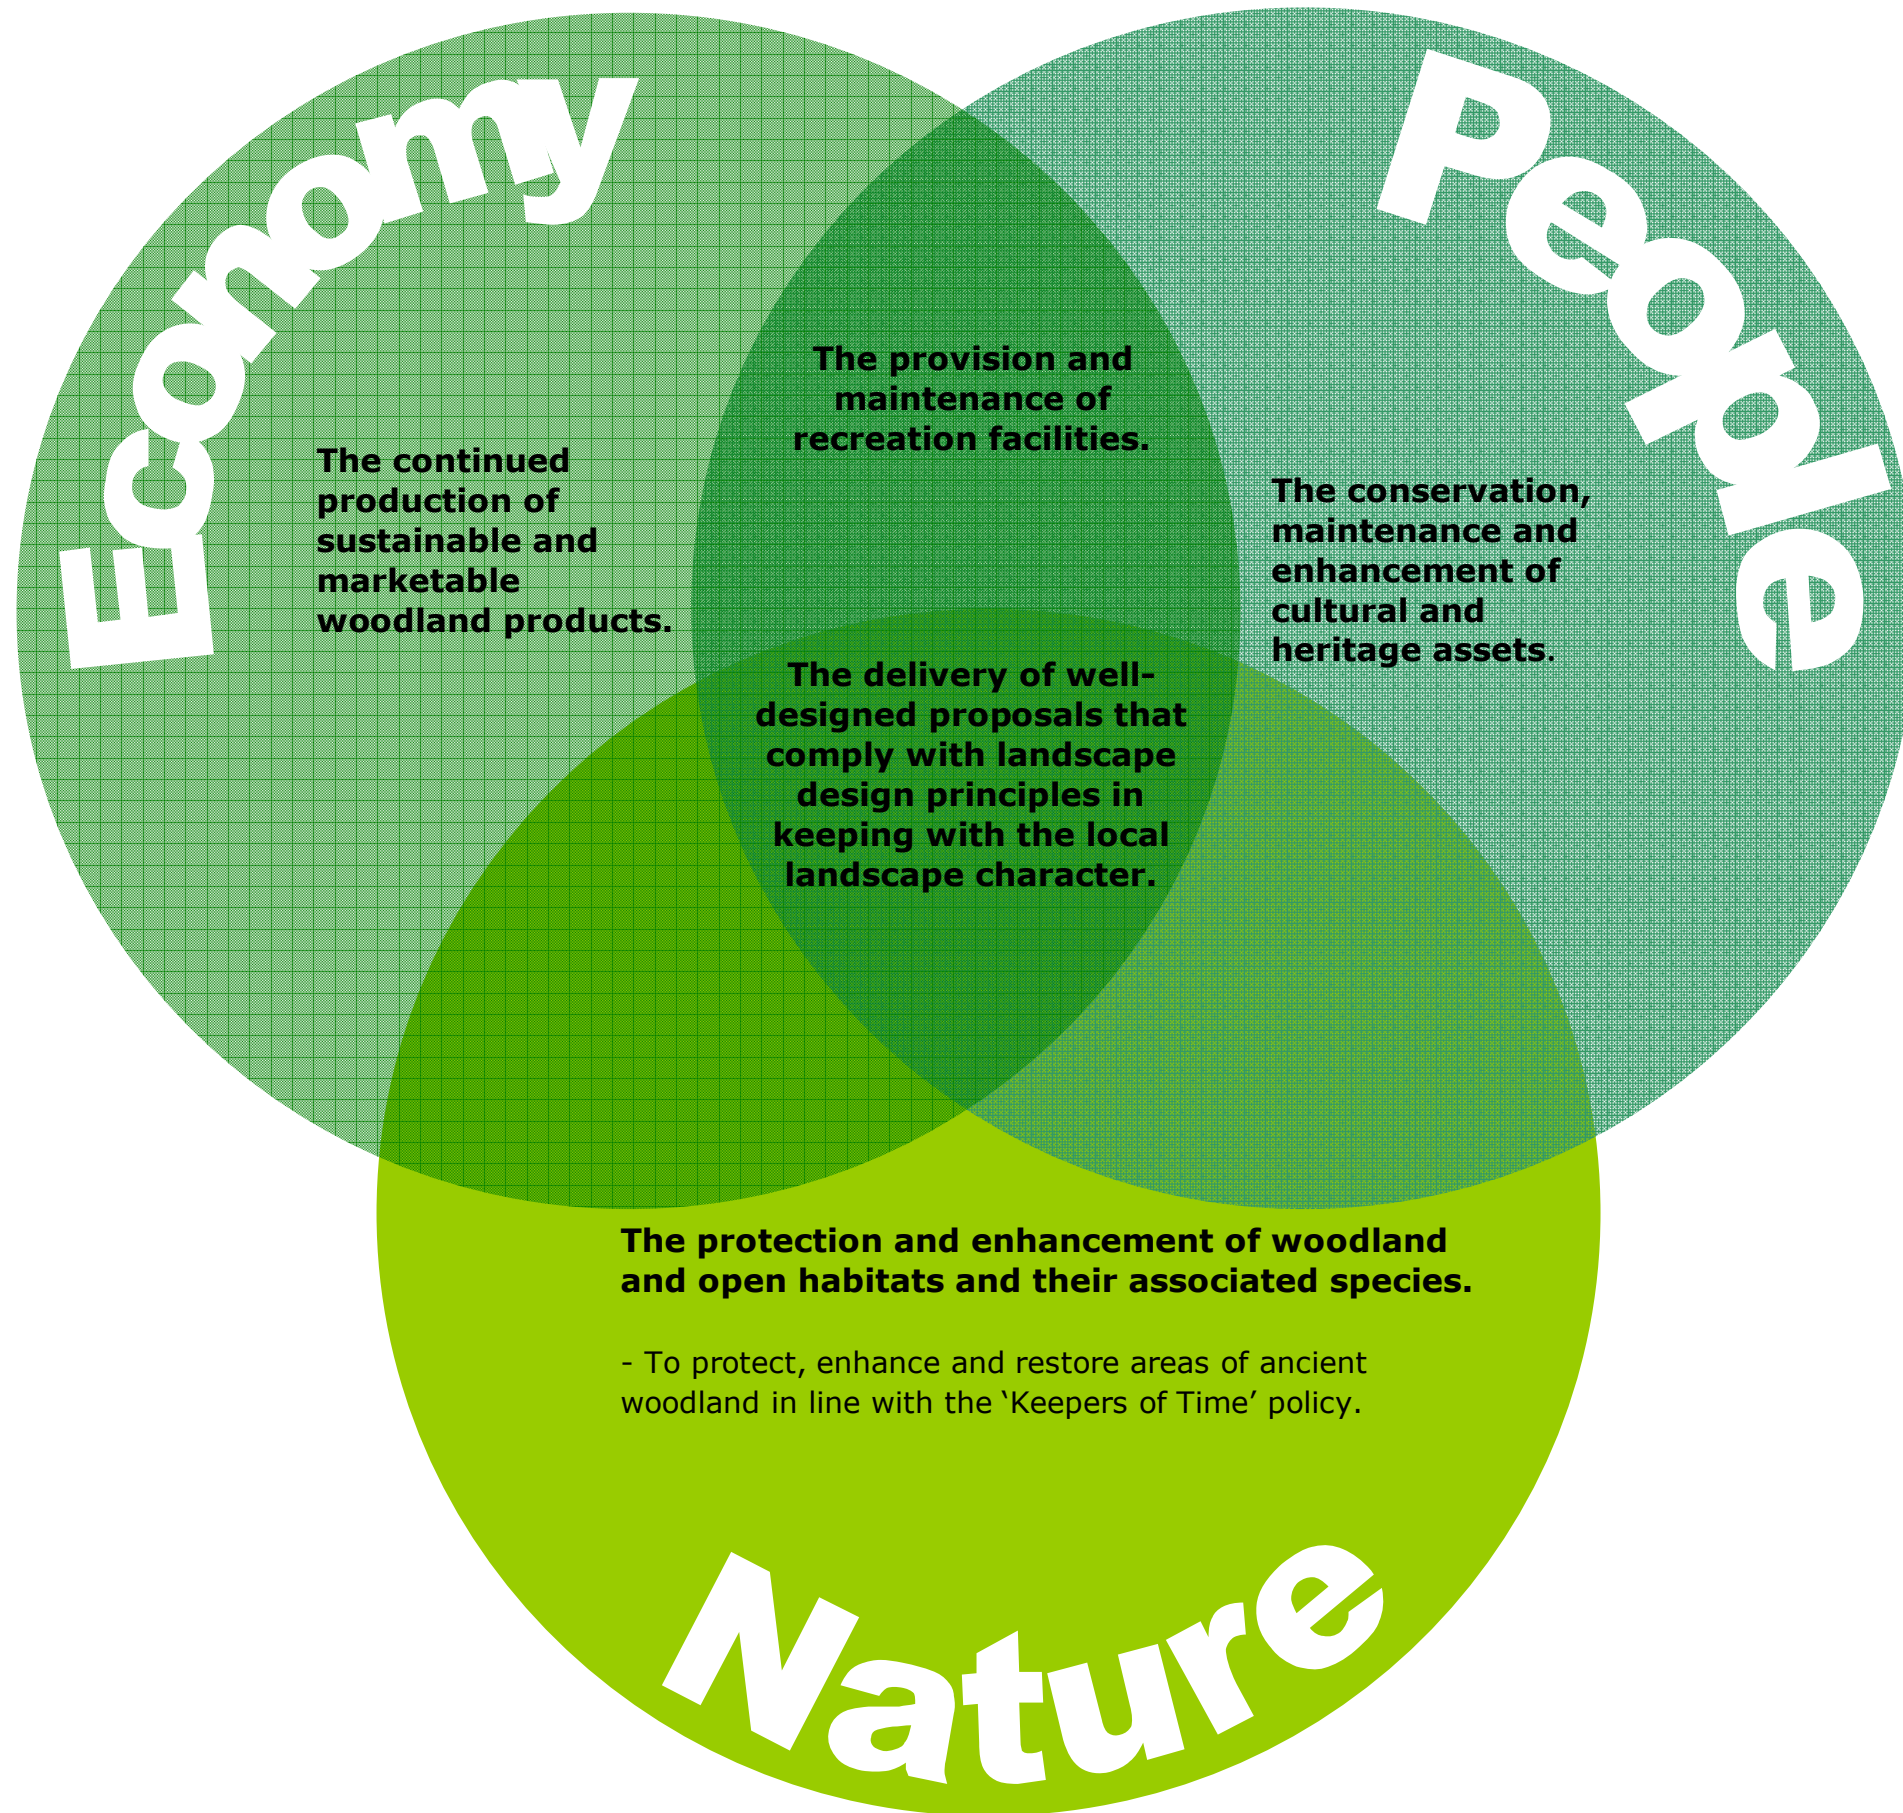 Economy
People
The provision and
maintenance of
recreation facilities.
The continued
production of
sustainable and
marketable
woodland products.
The conservation,
maintenance and
enhancement of
cultural and
heritage assets.
The delivery of well-
designed proposals that
comply with landscape
design principles in
keeping with the local
landscape character.
The protection and enhancement of woodland
and open habitats and their associated species.
- To protect, enhance and restore areas of ancient
woodland in line with the ‘Keepers of Time’ policy.
Nature